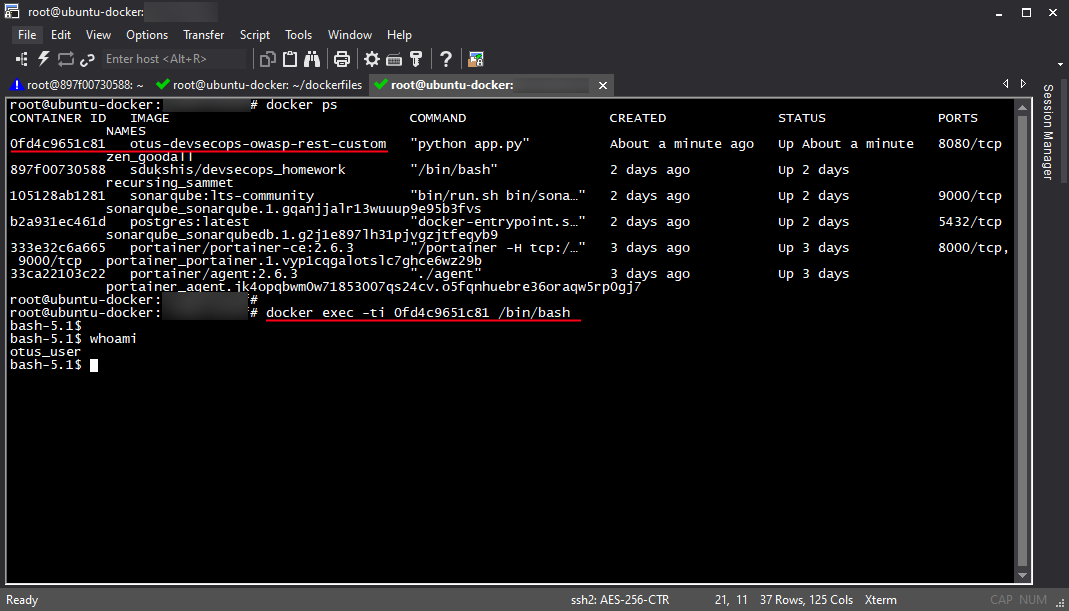 root@ubuntu-docker:
File Edit View Options Transfer Script Tools Window Help
Enter host <Alt+R>
root@897f00730588: ~ root@ubuntu-docker: ~/dockerfiles root@ubuntu-docker:
Session Manager
root@ubuntu-docker: # docker ps
CONTAINER ID IMAGE COMMAND CREATED STATUS PORTS
NAMES
0fd4c9651c81 otus-devsecops-owasp-rest-custom "python app.py" About a minute ago Up About a minute 8080/tcp
zen_goodall
897f00730588 sdukshis/devsecops_homework "/bin/bash" 2 days ago Up 2 days
recursing_sammet
105128ab1281 sonarqube:lts-community "bin/run.sh bin/sona…" 2 days ago Up 2 days 9000/tcp
sonarqube_sonarqube.1.gqanjjalr13wuuup9e95b3fvs
b2a931ec461d postgres:latest "docker-entrypoint.s…" 2 days ago Up 2 days 5432/tcp
sonarqube_sonarqubedb.1.g2j1e897lh31pjvgzjtfeqyb9
333e32c6a665 portainer/portainer-ce:2.6.3 "/portainer -H tcp:/…" 3 days ago Up 3 days 8000/tcp,
9000/tcp portainer_portainer.1.vyp1cqgalotslc7ghce6wz29b
33ca22103c22 portainer/agent:2.6.3 "./agent" 3 days ago Up 3 days
portainer_agent.jk4opqbwm0w71853007qs24cv.o5fqnhuebre36oraqw5rp0gj7
root@ubuntu-docker: #
root@ubuntu-docker: # docker exec -ti 0fd4c9651c81 /bin/bash
bash-5.1$
bash-5.1$ whoami
otus_user
bash-5.1$
Ready ssh2: AES-256-CTR 21, 11 37 Rows, 125 Cols Xterm CAP NUM